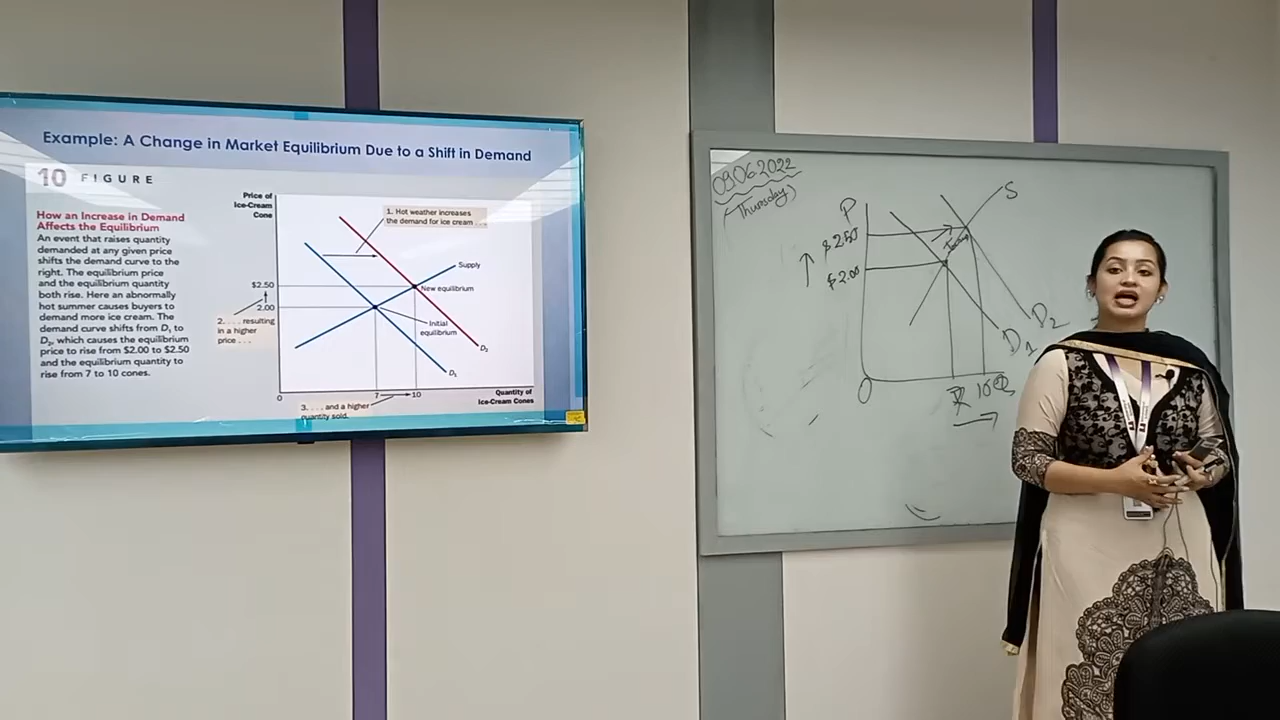 Example: A Change in Market Equilibrium Due to a Shift in Demand
10 FIGURE
How an Increase in Demand
Affects the Equilibrium
An event that raises quantity
demanded at any given price
shifts the demand curve to the
right. The equilibrium price
and the equilibrium quantity
both rise. Here an abnormally
hot summer causes buyers to
demand more ice cream. The
demand curve shifts from D₁ to
D₂, which causes the equilibrium
price to rise from $2.00 to $2.50
and the equilibrium quantity to
rise from 7 to 10 cones.
Price of
Ice-Cream
Cone
1. Hot weather increases
the demand for ice cream . . .
Supply
$2.50
New equilibrium
2.00
2. . . . resulting
in a higher
price . . .
Initial
equilibrium
D₂
D₁
0
7
10
Quantity of
Ice-Cream Cones
3. . . . and a higher
quantity sold.
09.06.2022
(Thursday)
P
S
$2.50
$2.00
D2
D1
0